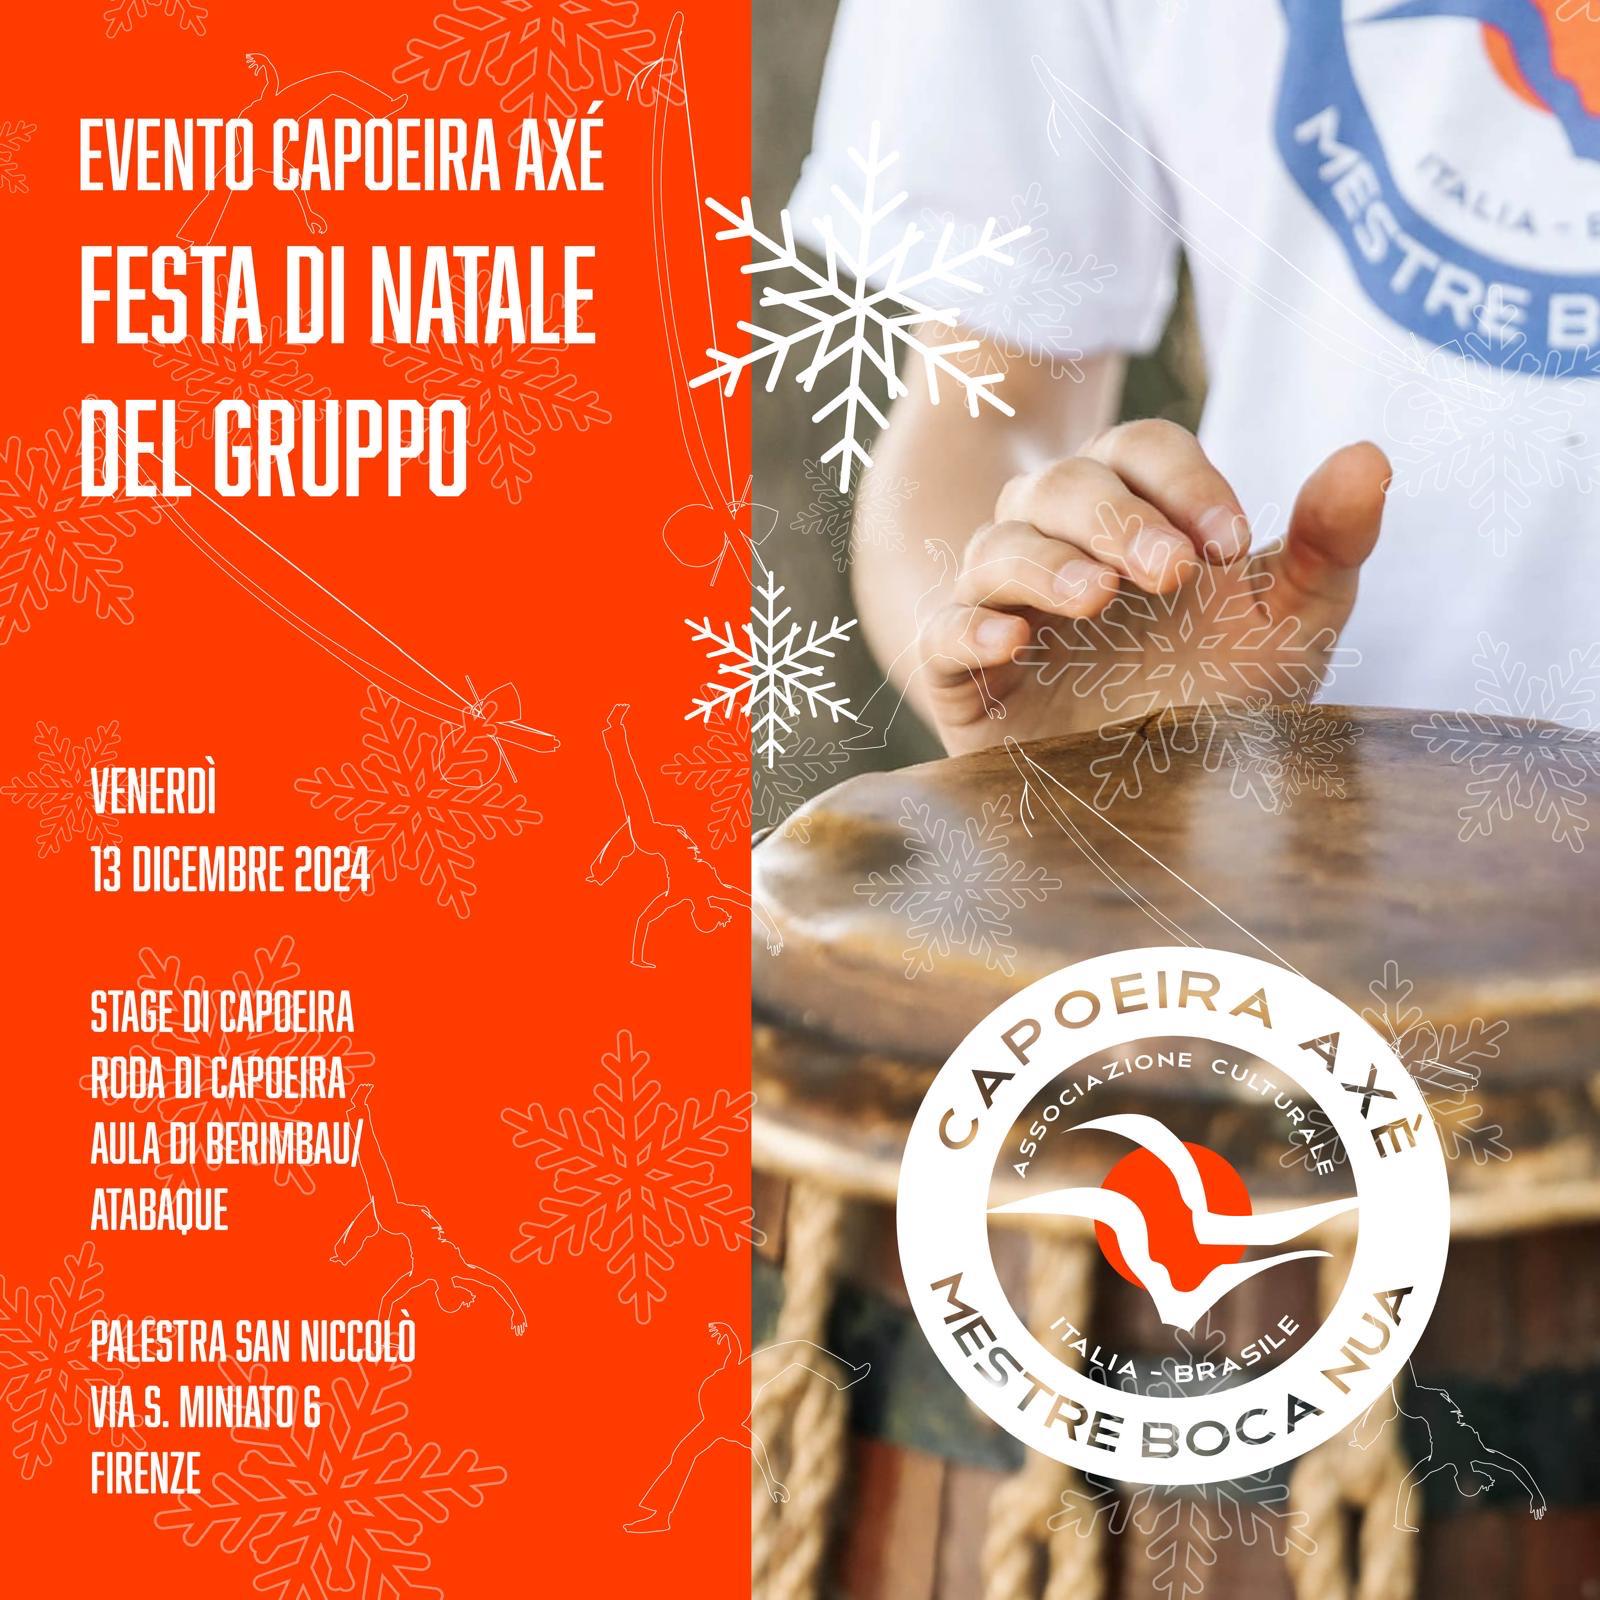 EVENTO CAPOEIRA AXÉ
FESTA DI NATALE
DEL GRUPPO
VENERDÌ
13 DICEMBRE 2024
STAGE DI CAPOEIRA
RODA DI CAPOEIRA
AULA DI BERIMBAU/
ATABAQUE
PALESTRA SAN NICCOLÒ
VIA S. MINIATO 6
FIRENZE
ITALIA -
MESTRE B
CAPOEIRA AXÉ
ASSOCIAZIONE CULTURALE
ITALIA - BRASILE
MESTRE BOCA NUA